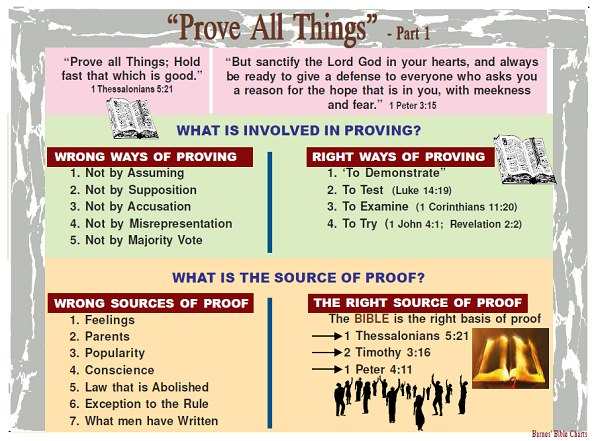 “Prove All Things” - Part 1
“Prove all Things; Hold
fast that which is good.”
1 Thessalonians 5:21
“But sanctify the Lord God in your hearts, and always
be ready to give a defense to everyone who asks you
a reason for the hope that is in you, with meekness
and fear.” 1 Peter 3:15
WHAT IS INVOLVED IN PROVING?
WRONG WAYS OF PROVING
1. Not by Assuming
2. Not by Supposition
3. Not by Accusation
4. Not by Misrepresentation
5. Not by Majority Vote
RIGHT WAYS OF PROVING
1. ‘To Demonstrate”
2. To Test (Luke 14:19)
3. To Examine (1 Corinthians 11:20)
4. To Try (1 John 4:1; Revelation 2:2)
WHAT IS THE SOURCE OF PROOF?
WRONG SOURCES OF PROOF
1. Feelings
2. Parents
3. Popularity
4. Conscience
5. Law that is Abolished
6. Exception to the Rule
7. What men have Written
THE RIGHT SOURCE OF PROOF
The BIBLE is the right basis of proof
1 Thessalonians 5:21
2 Timothy 3:16
1 Peter 4:11
Barnes' Bible Charts